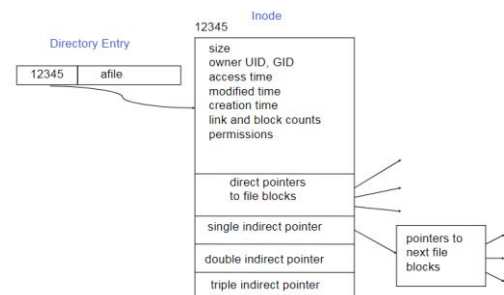 Inode
12345
Directory Entry
12345 afile
size
owner UID, GID
access time
modified time
creation time
link and block counts
permissions
direct pointers
to file blocks
single indirect pointer
double indirect pointer
triple indirect pointer
pointers to
next file
blocks